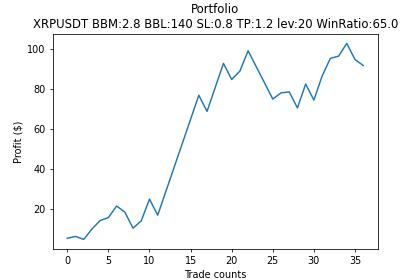 Portfolio
XRPUSDT BBM:2.8 BBL:140 SL:0.8 TP:1.2 lev:20 WinRatio:65.0
100
80
60
40
20
Profit ($)
0 5 10 15 20 25 30 35
Trade counts